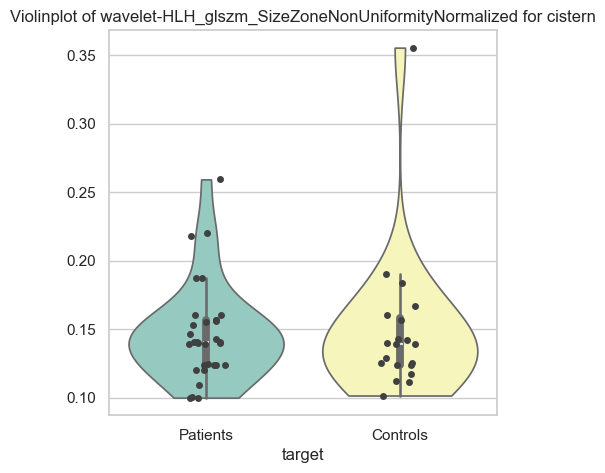 Violinplot of wavelet-HLH_glszm_SizeZoneNonUniformityNormalized for cistern
0.35
0.30
0.25
0.20
0.15
0.10
Patients Controls
target